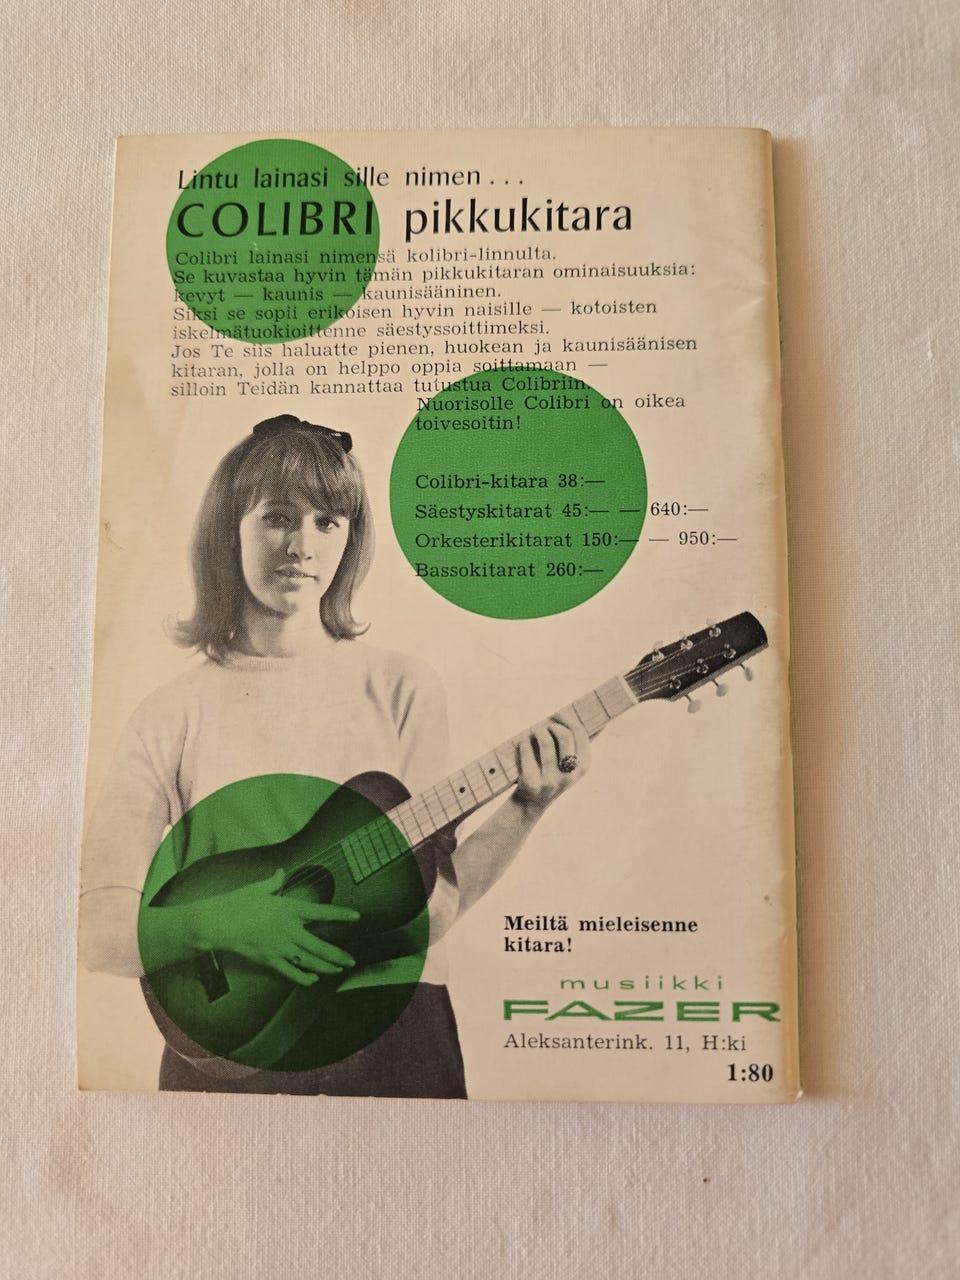 Lintu lainasi sille nimen...
COLIBRI pikkukitara
Colibri lainasi nimensä kolibri-linnulta.
Se kuvastaa hyvin tämän pikkukitaran ominaisuuksia:
kevyt — kaunis — kaunisääninen.
Siksi se sopii erikoisen hyvin naisille — kotoisten
iskelmätuokioittenne säestyssoittimeksi.
Jos Te siis haluatte pienen, huokean ja kaunisäänisen
kitaran, jolla on helppo oppia soittamaan —
silloin Teidän kannattaa tutustua Colibriin.
Nuorisolle Colibri on oikea
toivesoitin!
Colibri-kitara 38:—
Säestyskitarat 45:— — 640:—
Orkesterikitarat 150:— — 950:—
Bassokitarat 260:—
Meiltä mieleisenne
kitara!
musiikki
FAZER
Aleksanterink. 11, H:ki
1:80